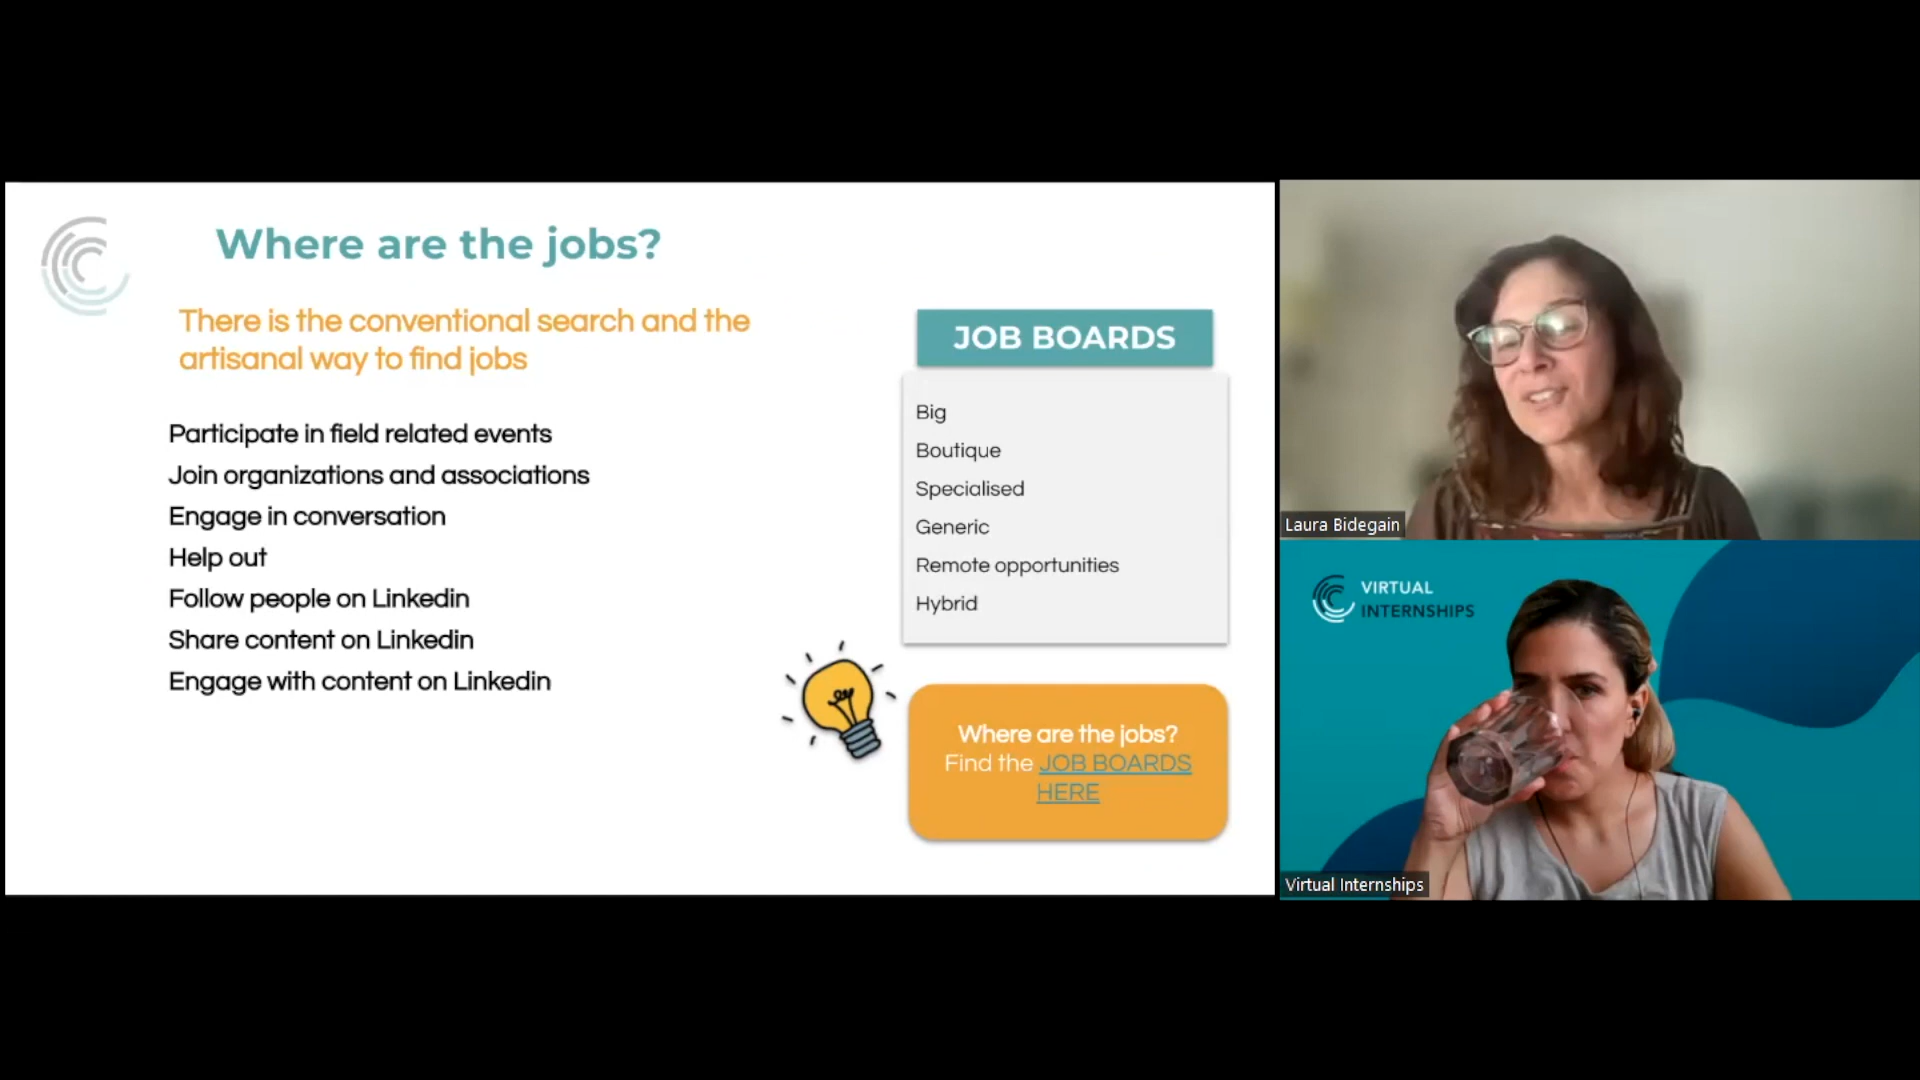 Where are the jobs?
There is the conventional search and the
artisanal way to find jobs
Participate in field related events
Join organizations and associations
Engage in conversation
Help out
Follow people on Linkedin
Share content on Linkedin
Engage with content on Linkedin
JOB BOARDS
Big
Boutique
Specialised
Generic
Remote opportunities
Hybrid
Where are the jobs?
Find the JOB BOARDS
HERE
Laura Bidegain
VIRTUAL
INTERNSHIPS
Virtual Internships